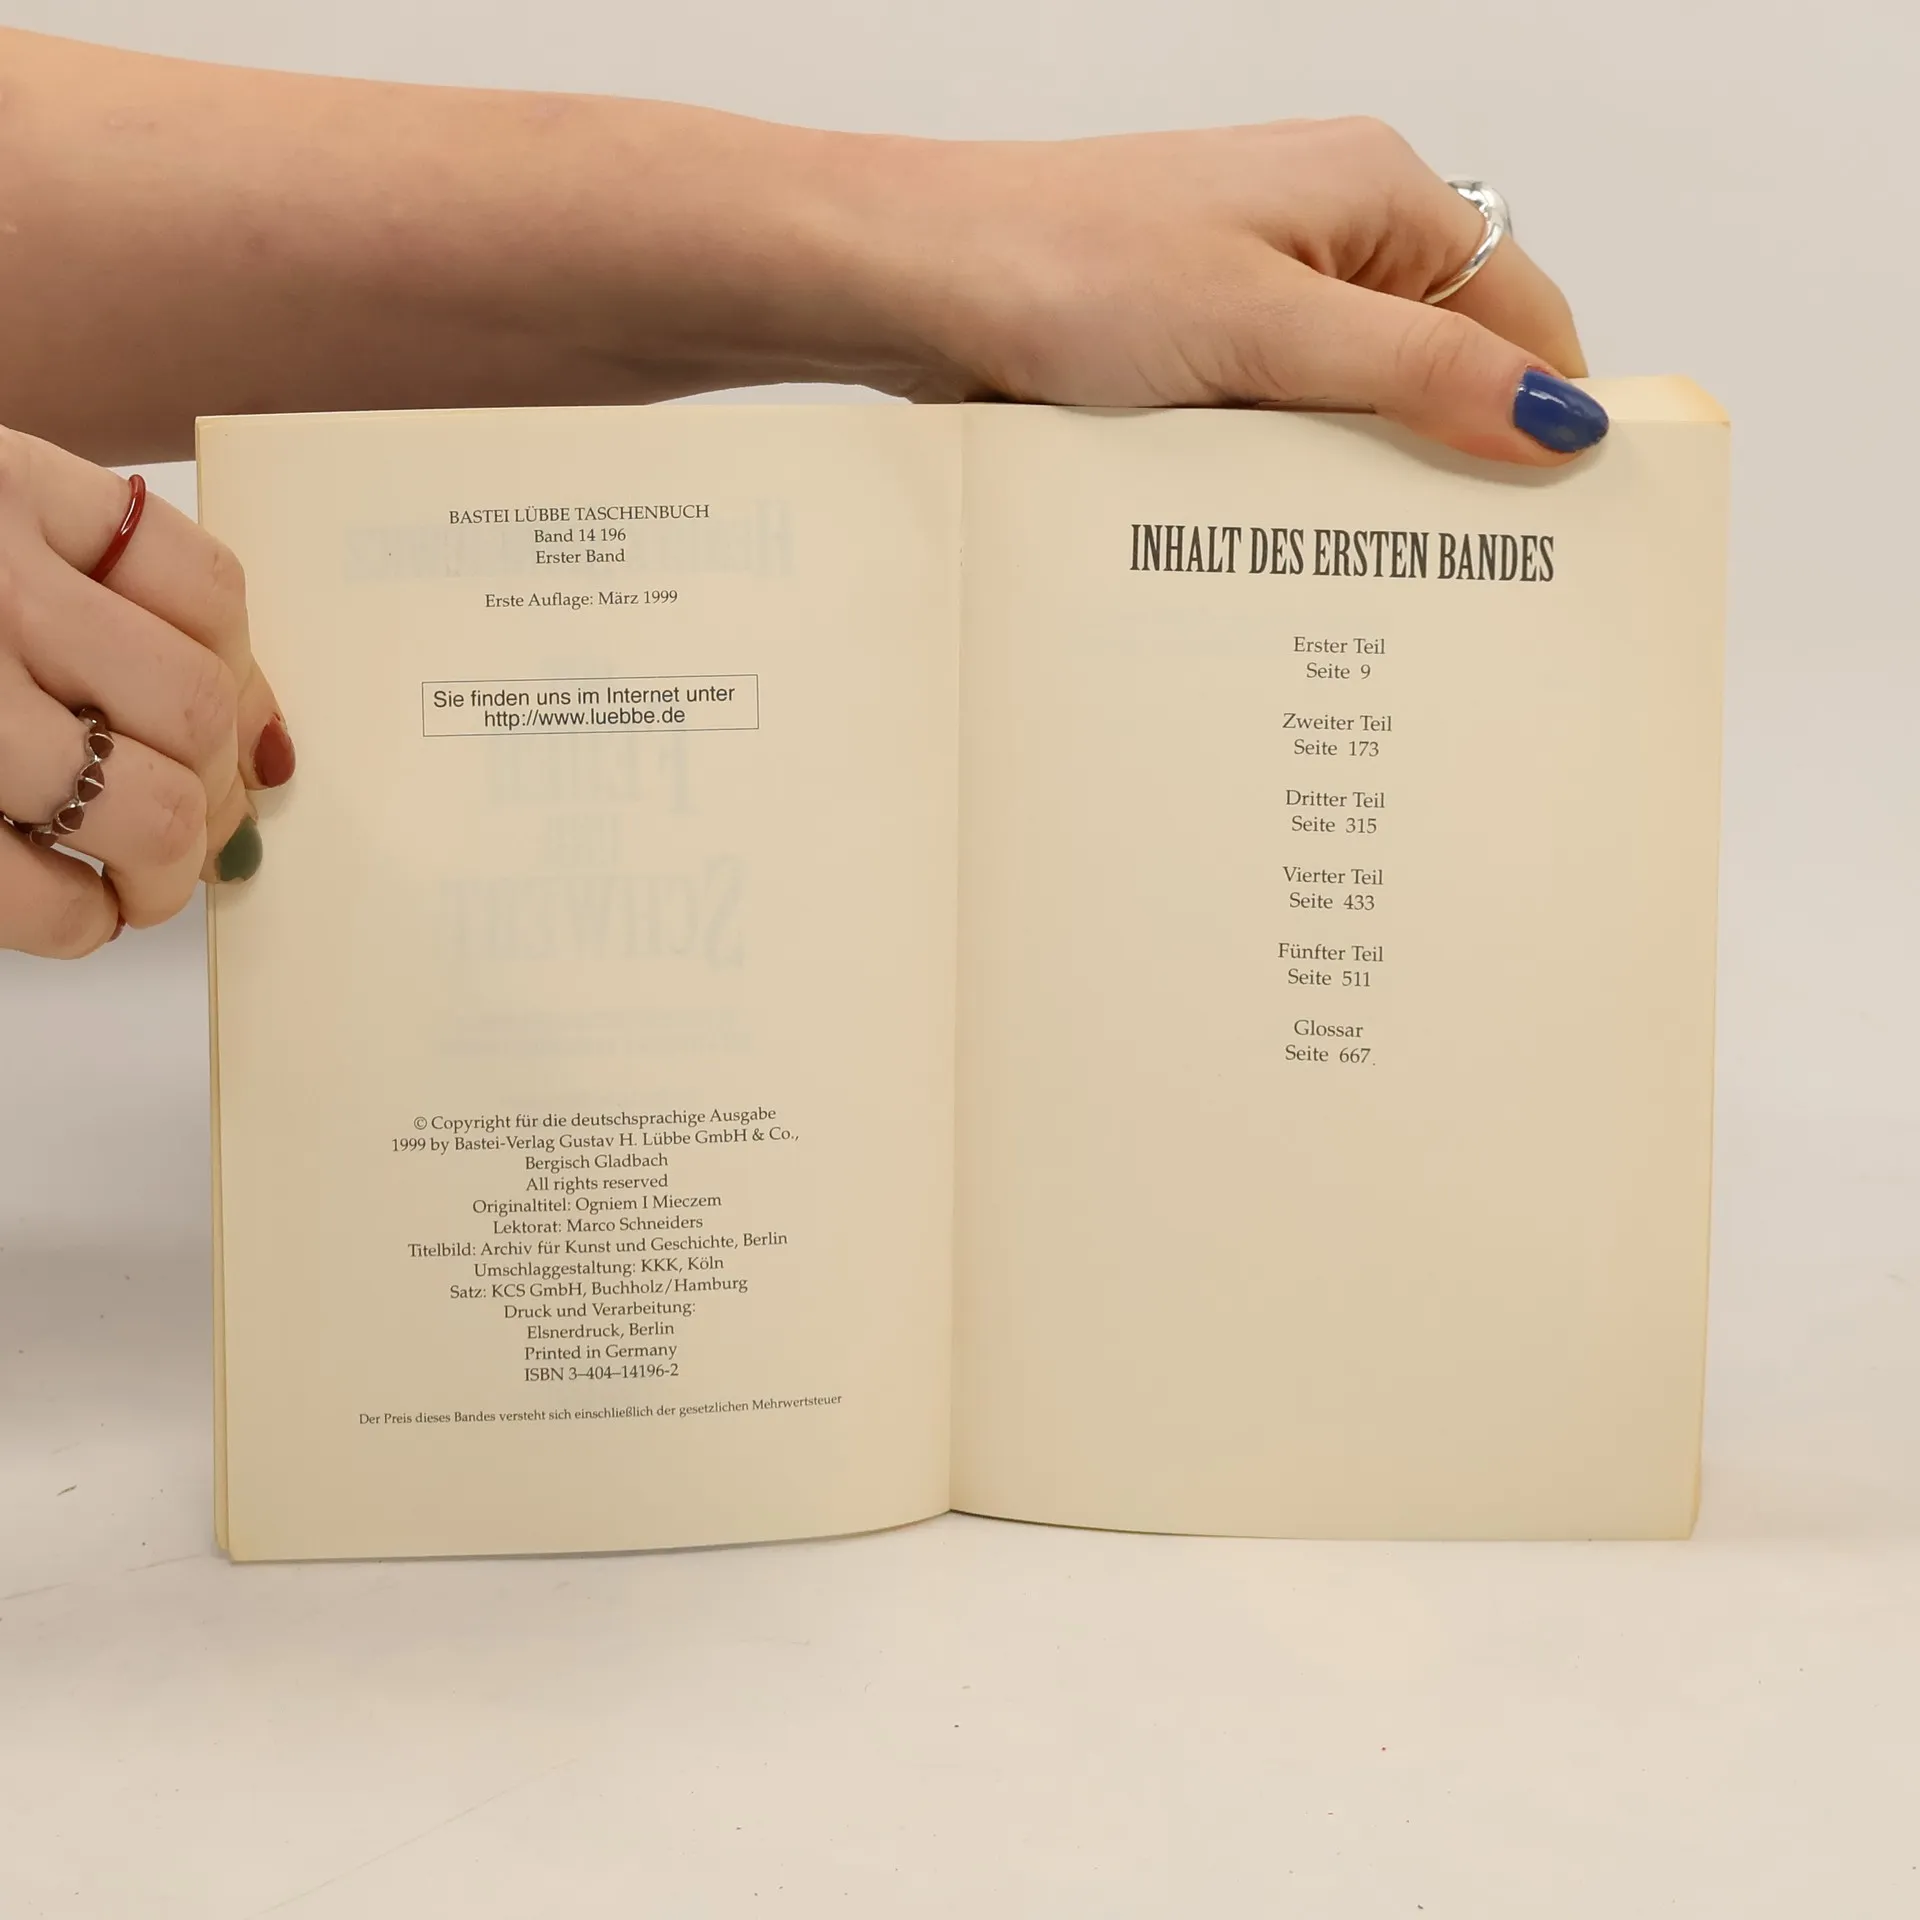 BASTEI LÜBBE TASCHENBUCH
Band 14 196
Erster Band
Erste Auflage: März 1999
Sie finden uns im Internet unter
http://www.luebbe.de
© Copyright für die deutschsprachige Ausgabe
1999 by Bastei-Verlag Gustav H. Lübbe GmbH & Co.,
Bergisch Gladbach
All rights reserved
Originaltitel: Ogniem I Mieczem
Lektorat: Marco Schneiders
Titelbild: Archiv für Kunst und Geschichte, Berlin
Umschlaggestaltung: KKK, Köln
Satz: KCS GmbH, Buchholz/Hamburg
Druck und Verarbeitung:
Elsnerdruck, Berlin
Printed in Germany
ISBN 3–404–14196-2
Der Preis dieses Bandes versteht sich einschließlich der gesetzlichen Mehrwertsteuer
INHALT DES ERSTEN BANDES
Erster Teil
Seite 9
Zweiter Teil
Seite 173
Dritter Teil
Seite 315
Vierter Teil
Seite 433
Fünfter Teil
Seite 511
Glossar
Seite 667